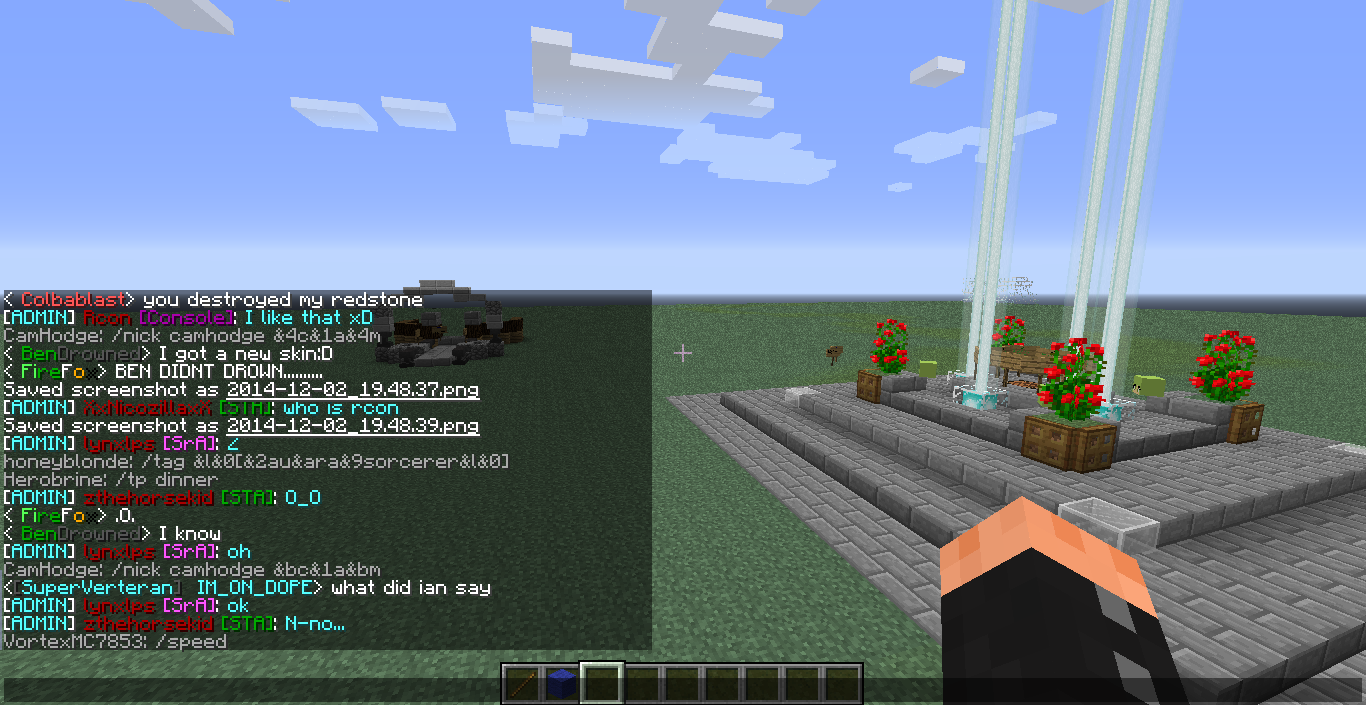 < Colbablast> you destroyed my redstone
[ADMIN] Rcon [Console]: I like that xD
CamHodge: /nick camhodge &4c&1a&4m
< BenDrowned> I got a new skin:D
< FireFox> BEN DIDNT DROWN.........
Saved screenshot as 2014-12-02_19.48.37.png
[ADMIN] XxNicozillaxX [STA]: who is rcon
Saved screenshot as 2014-12-02_19.48.39.png
[ADMIN] lynxlps [SrA]: Z
honeyblonde: /tag &l&0[&2au&ara&9sorcerer&l&0]
Herobrine: /tp dinner
[ADMIN] zthehorsekid [STA]: O_O
< FireFox> .O.
< BenDrowned> I know
[ADMIN] lynxlps [SrA]: oh
CamHodge: /nick camhodge &bc&1a&bm
<[SuperVerteran] IM_ON_DOPE> what did ian say
[ADMIN] lynxlps [SrA]: ok
[ADMIN] zthehorsekid [STA]: N-no...
VortexMC7853: /speed